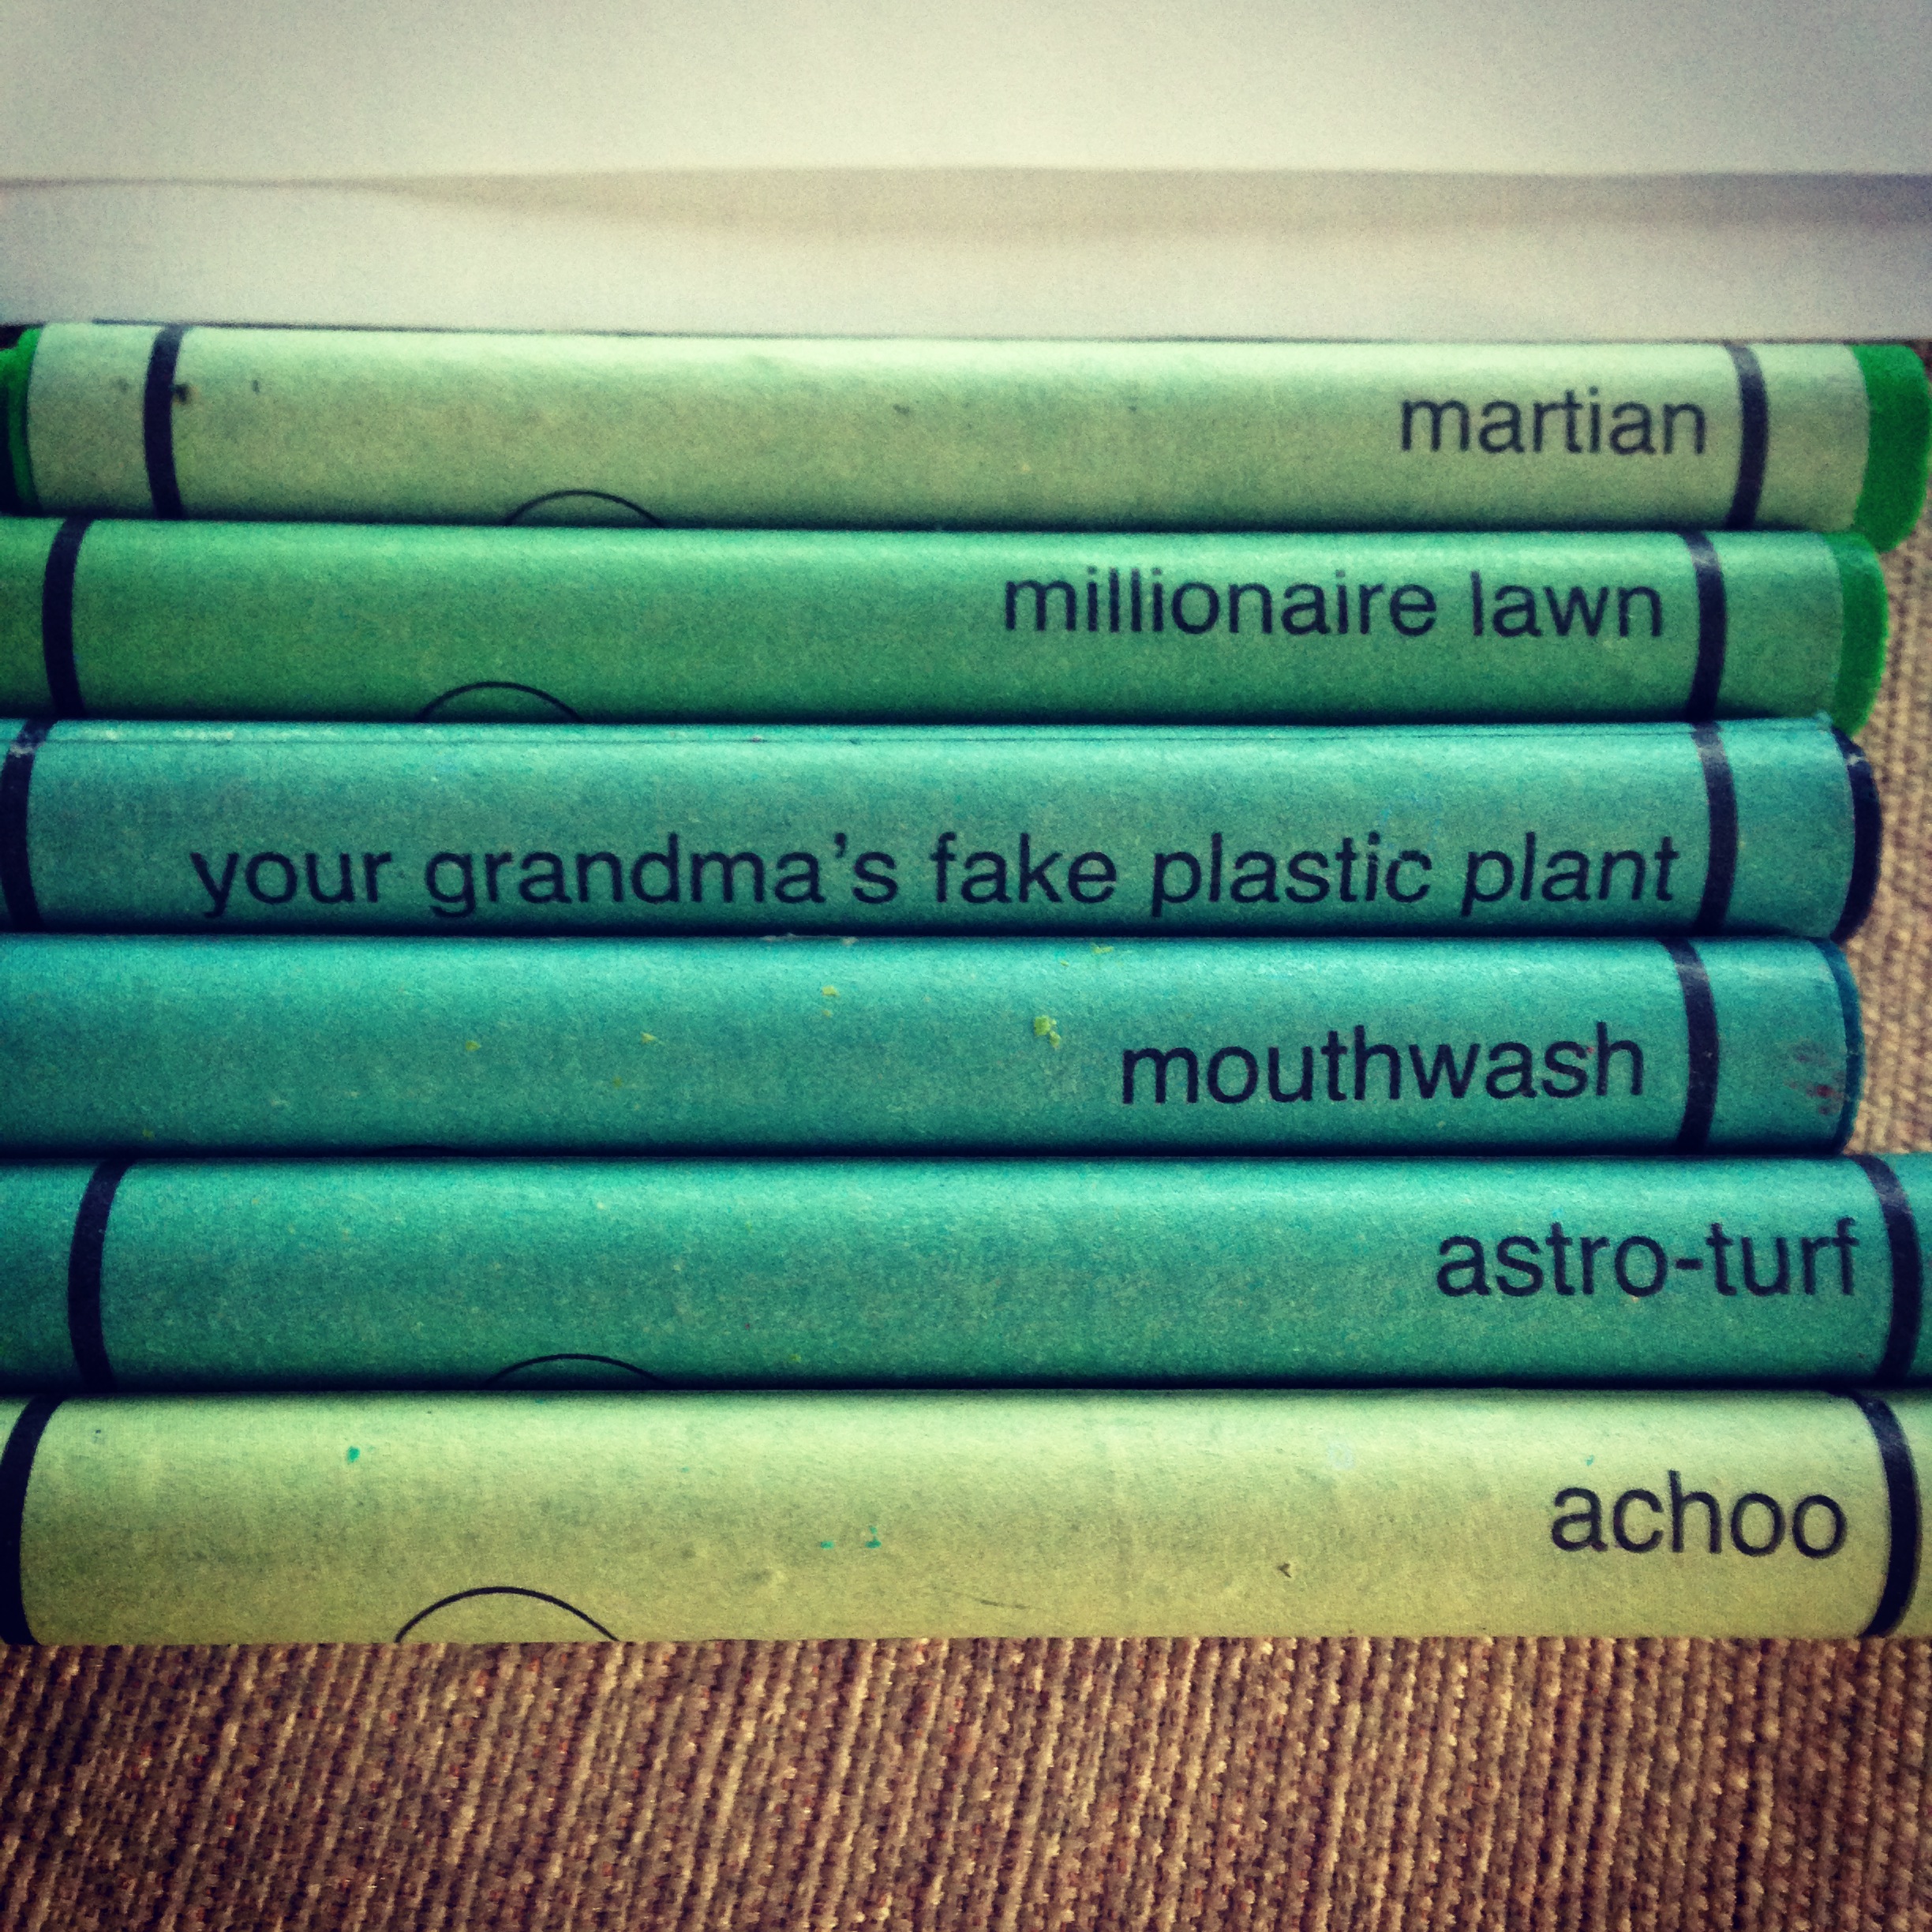 martian
millionaire lawn
your grandma's fake plastic plant
mouthwash
astro-turf
achoo